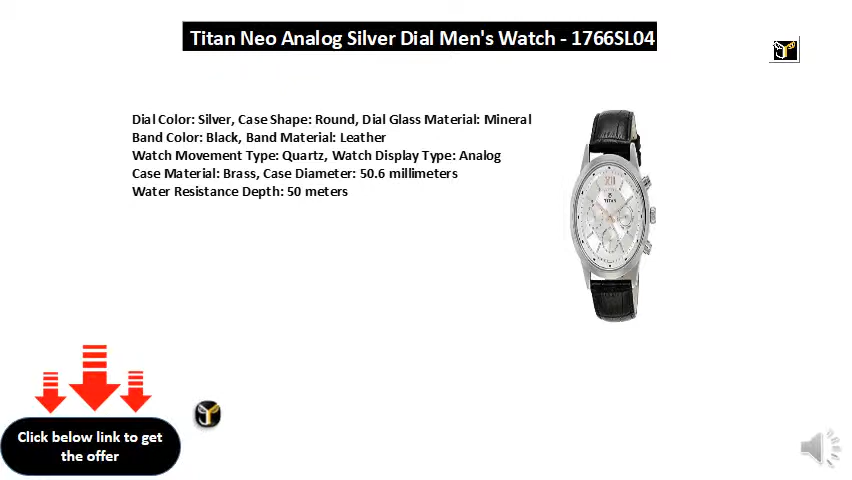 Titan Neo Analog Silver Dial Men's Watch - 1766SL04
Dial Color: Silver, Case Shape: Round, Dial Glass Material: Mineral
Band Color: Black, Band Material: Leather
Watch Movement Type: Quartz, Watch Display Type: Analog
Case Material: Brass, Case Diameter: 50.6 millimeters
Water Resistance Depth: 50 meters
XII
TITAN
Click below link to get
the offer